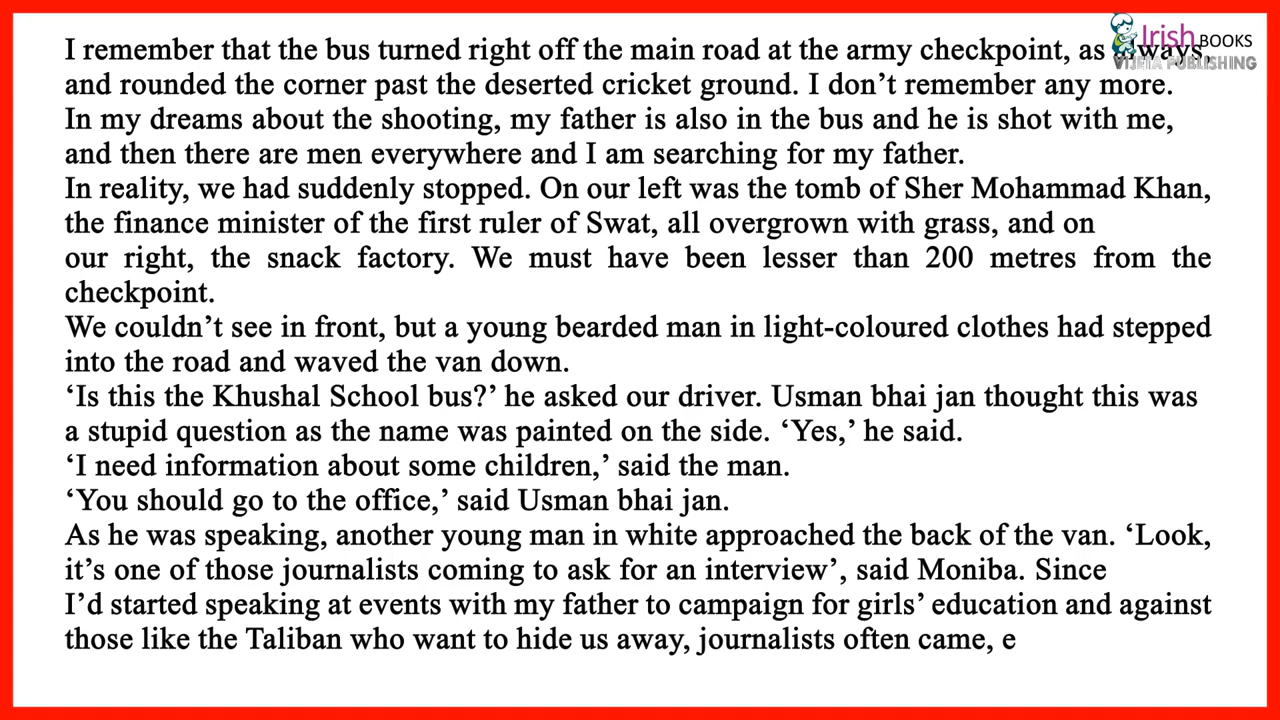 Irish BOOKS
VIJETA PUBLISHING
I remember that the bus turned right off the main road at the army checkpoint, as always,
and rounded the corner past the deserted cricket ground. I don’t remember any more.
In my dreams about the shooting, my father is also in the bus and he is shot with me,
and then there are men everywhere and I am searching for my father.
In reality, we had suddenly stopped. On our left was the tomb of Sher Mohammad Khan,
the finance minister of the first ruler of Swat, all overgrown with grass, and on
our right, the snack factory. We must have been lesser than 200 metres from the
checkpoint.
We couldn’t see in front, but a young bearded man in light-coloured clothes had stepped
into the road and waved the van down.
‘Is this the Khushal School bus?’ he asked our driver. Usman bhai jan thought this was
a stupid question as the name was painted on the side. ‘Yes,’ he said.
‘I need information about some children,’ said the man.
‘You should go to the office,’ said Usman bhai jan.
As he was speaking, another young man in white approached the back of the van. ‘Look,
it’s one of those journalists coming to ask for an interview’, said Moniba. Since
I’d started speaking at events with my father to campaign for girls’ education and against
those like the Taliban who want to hide us away, journalists often came, e